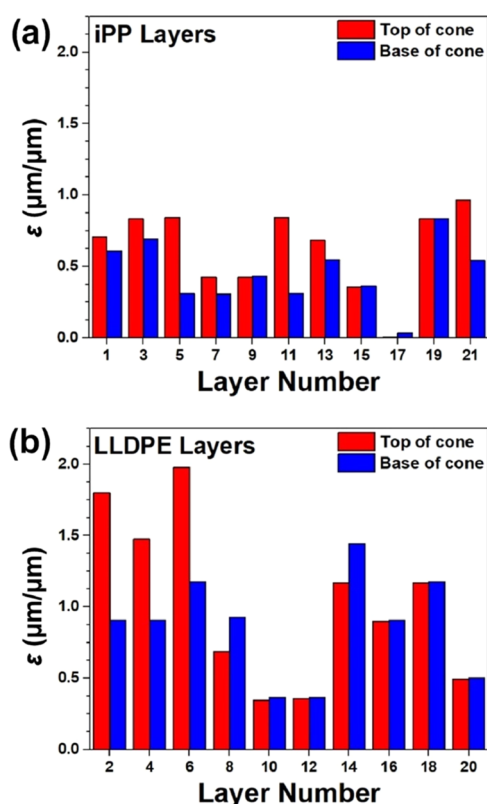 (a)
iPP Layers
Top of cone
Base of cone
2.0
1.5
1.0
0.5
0.0
ε (μm/μm)
1 3 5 7 9 11 13 15 17 19 21
Layer Number
(b)
LLDPE Layers
Top of cone
Base of cone
2.0
1.5
1.0
0.5
0.0
ε (μm/μm)
2 4 6 8 10 12 14 16 18 20
Layer Number